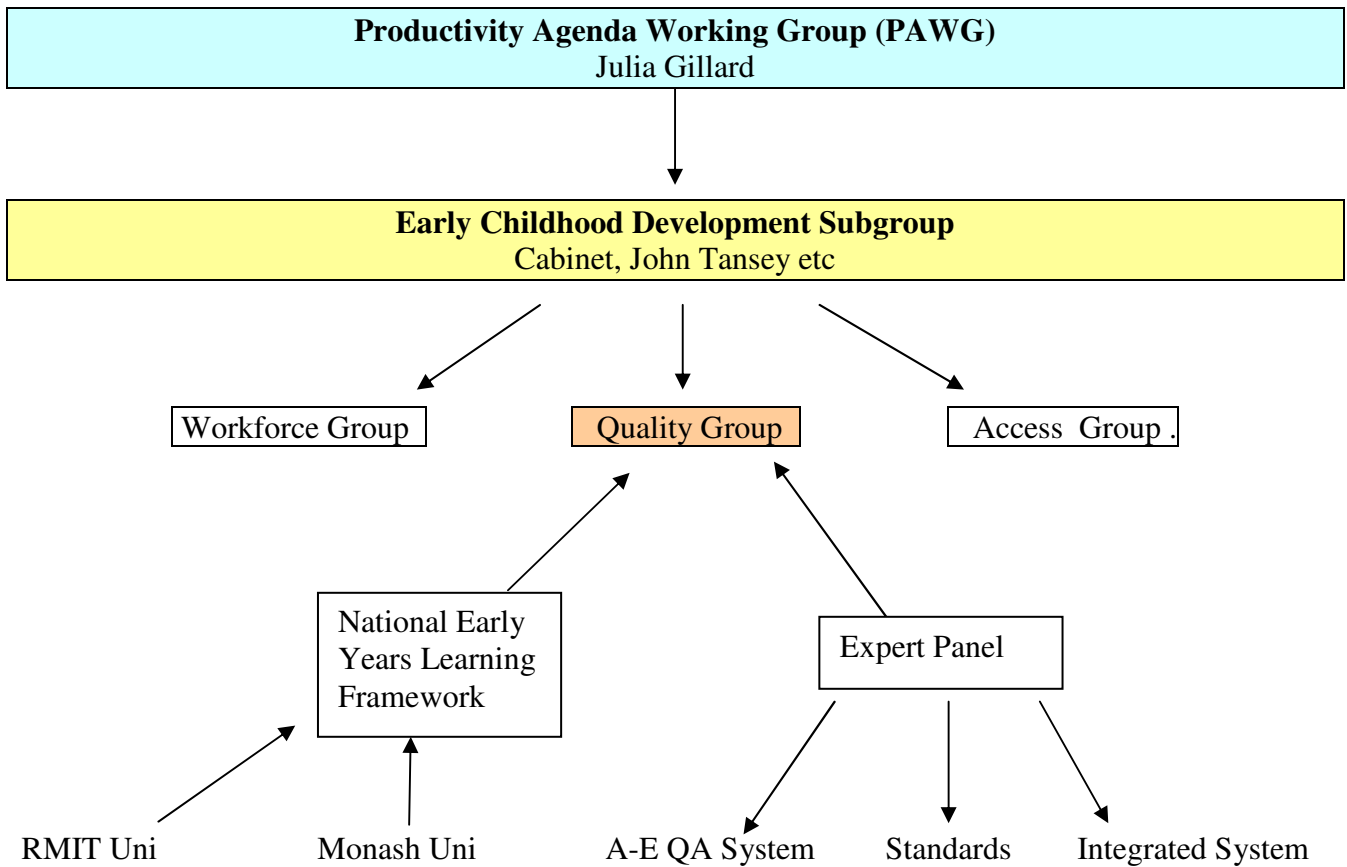 Productivity Agenda Working Group (PAWG)
Julia Gillard
Early Childhood Development Subgroup
Cabinet, John Tansey etc
Workforce Group
Quality Group
Access Group .
National Early
Years Learning
Framework
Expert Panel
RMIT Uni
Monash Uni
A-E QA System
Standards
Integrated System